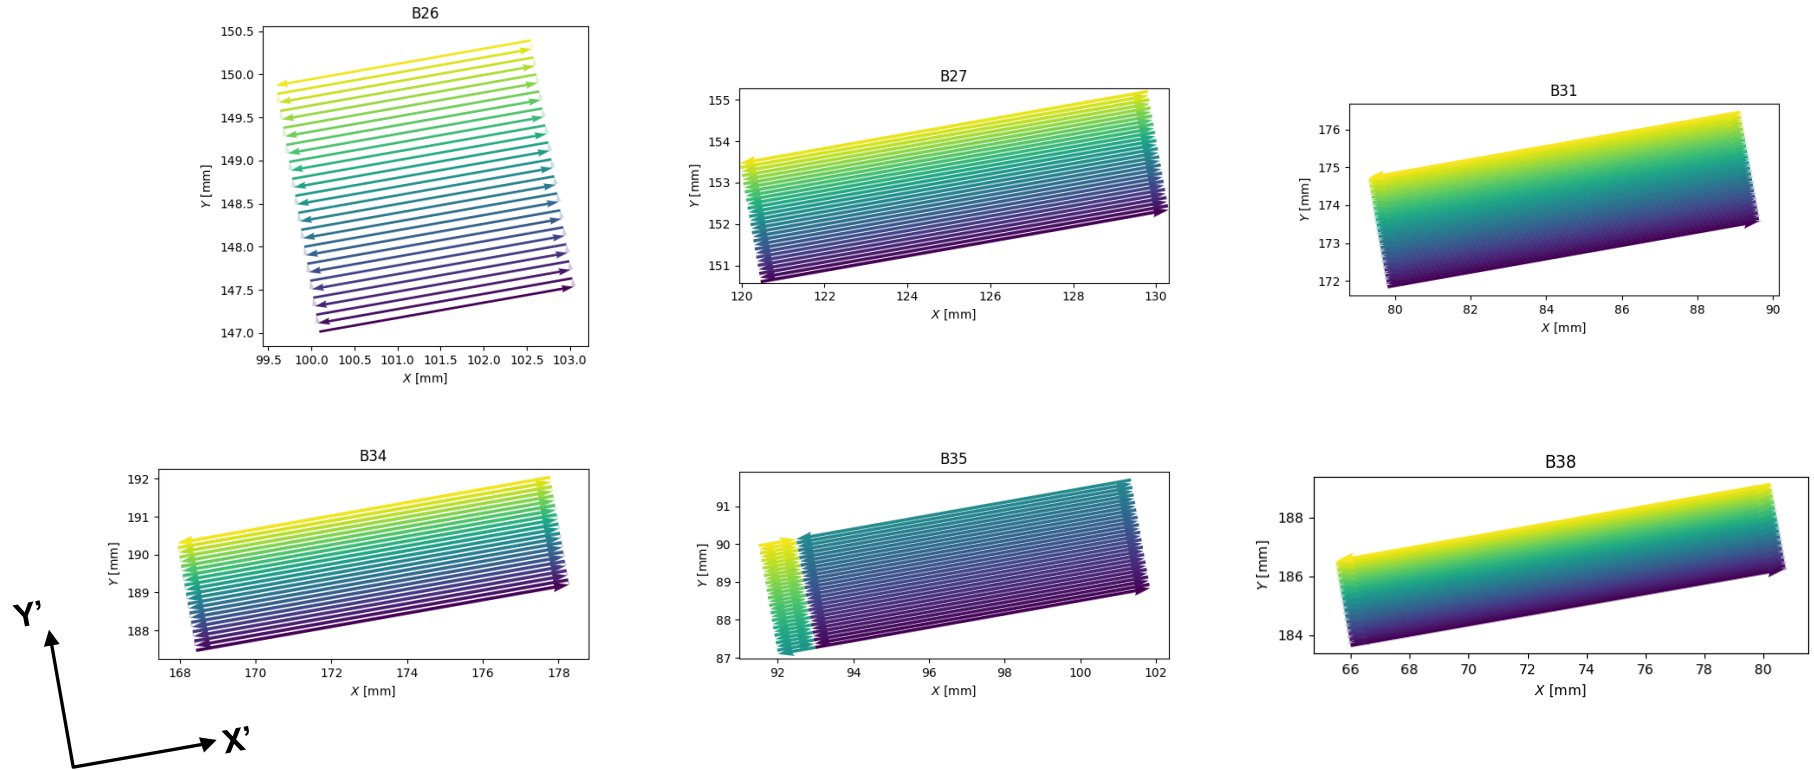 B26
150.5
150.0
149.5
149.0
148.5
148.0
147.5
147.0
Y [mm]
99.5 100.0 100.5 101.0 101.5 102.0 102.5 103.0
X [mm]
B27
155
154
153
152
151
Y [mm]
120 122 124 126 128 130
X [mm]
B31
176
175
174
173
172
Y [mm]
80 82 84 86 88 90
X [mm]
B34
192
191
190
189
188
Y [mm]
168 170 172 174 176 178
X [mm]
B35
91
90
89
88
87
Y [mm]
92 94 96 98 100 102
X [mm]
B38
188
186
184
Y [mm]
66 68 70 72 74 76 78 80
X [mm]
Y’
X’